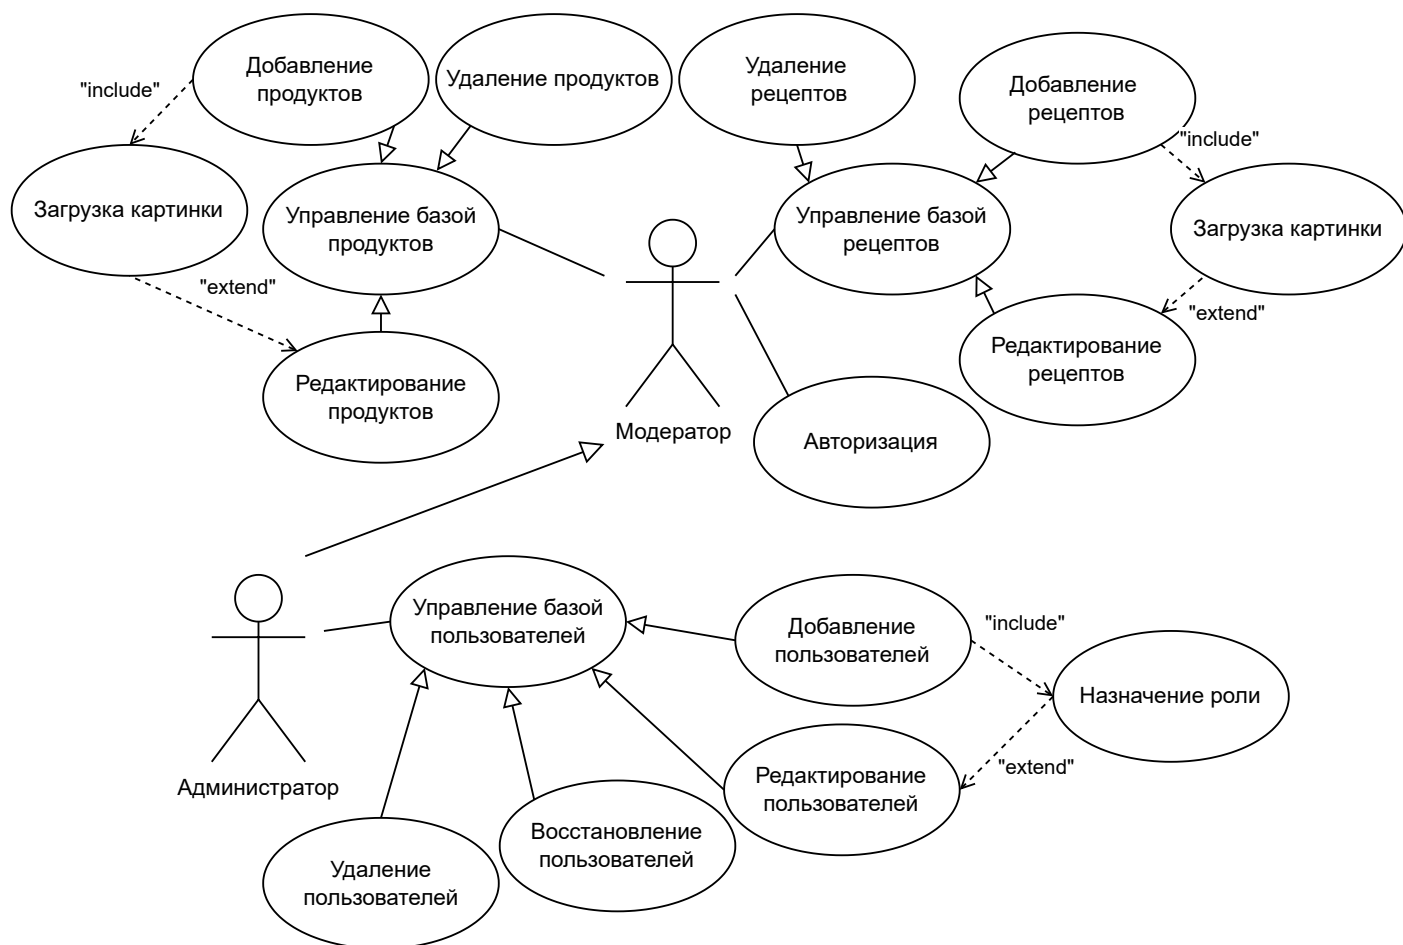 Добавление
продуктов
Удаление продуктов
Удаление
рецептов
Добавление
рецептов
"include"
"include"
Загрузка картинки
Управление базой
продуктов
Управление базой
рецептов
Загрузка картинки
"extend"
"extend"
Редактирование
продуктов
Редактирование
рецептов
Модератор
Авторизация
Управление базой
пользователей
Добавление
пользователей
"include"
Назначение роли
"extend"
Администратор
Редактирование
пользователей
Восстановление
пользователей
Удаление
пользователей